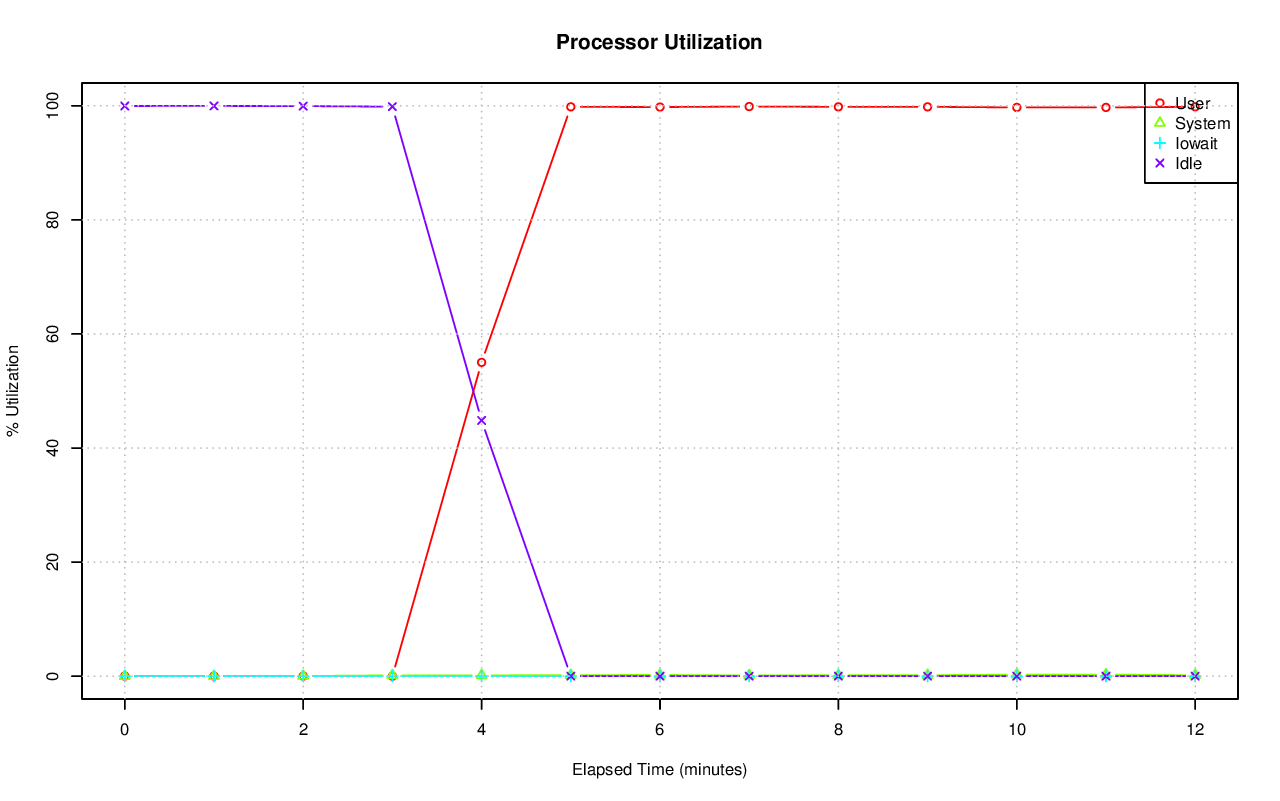 Processor Utilization
100
80
60
40
20
0
% Utilization
User
System
Iowait
Idle
0 2 4 6 8 10 12
Elapsed Time (minutes)